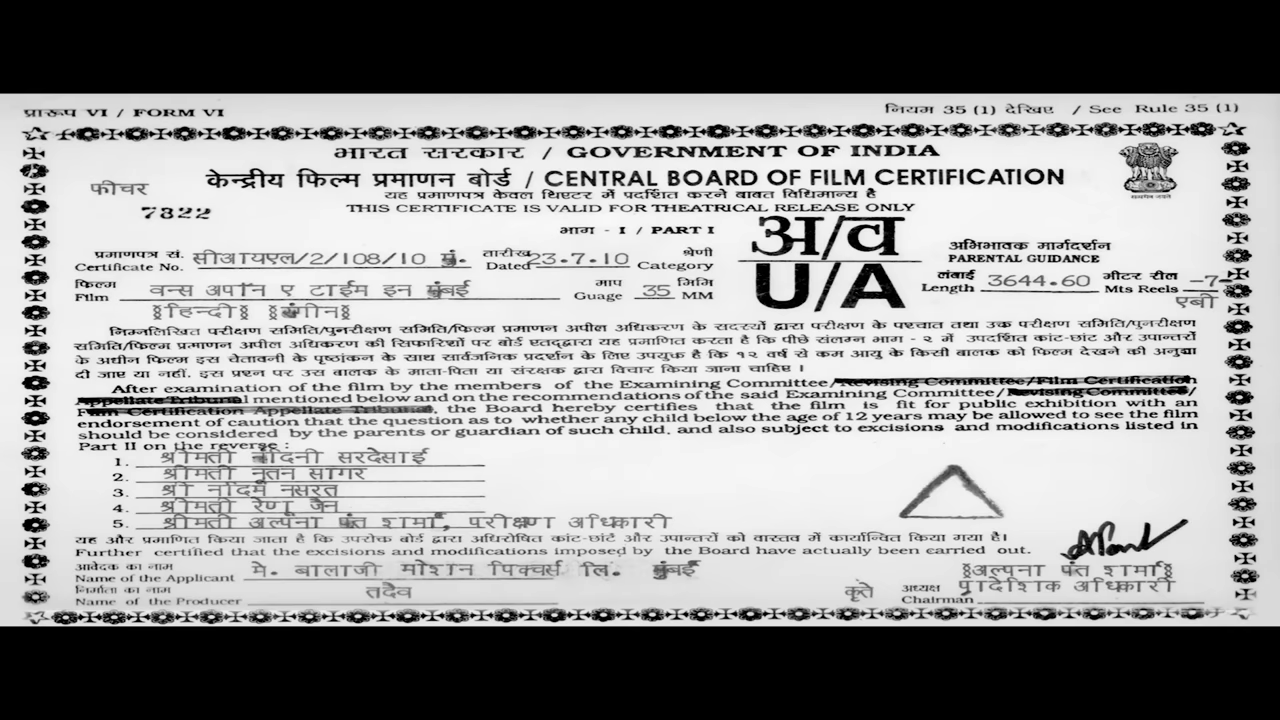 प्रारूप VI / FORM VI
नियम 35 (1) देखिए / See Rule 35 (1)
भारत सरकार / GOVERNMENT OF INDIA
फीचर
केन्द्रीय फिल्म प्रमाणन बोर्ड / CENTRAL BOARD OF FILM CERTIFICATION
यह प्रमाणपत्र केवल थिएटर में प्रदर्शित करने बाबत विधिमान्य है
7822
THIS CERTIFICATE IS VALID FOR THEATRICAL RELEASE ONLY
भाग - I / PART I
अ/व
U/A
अभिभावक मार्गदर्शन
PARENTAL GUIDANCE
प्रमाणपत्र सं. सीआयएल/2/108/10 मुं. तारीख 23.7.10 श्रेणी
Certificate No. Dated Category
लंबाई 3644.60 मीटर रील -7-
Length Mts Reels
एबी
फिल्म वन्स अपॉन ए टाईम इन मुंबई माप 35 मिमि
Film Guage MM
हिन्दी रंगीन
निम्नलिखित परीक्षण समिति/पुनरीक्षण समिति/फिल्म प्रमाणन अपील अधिकरण के सदस्यों द्वारा परीक्षण के पश्चात तथा उक्त परीक्षण समिति/पुनरीक्षण
समिति/फिल्म प्रमाणन अपील अधिकरण की सिफारिशों पर बोर्ड एतद्द्वारा यह प्रमाणित करता है कि पीछे संलग्न भाग - २ में उपदर्शित कांट-छांट और उपान्तरों
के अधीन फिल्म इस चेतावनी के पृष्ठांकन के साथ सार्वजनिक प्रदर्शन के लिए उपयुक्त है कि १२ वर्ष से कम आयु के किसी बालक को फिल्म देखने की अनुज्ञा
दी जाए या नहीं. इस प्रश्न पर उस बालक के माता-पिता या संरक्षक द्वारा विचार किया जाना चाहिए ।
After examination of the film by the members of the Examining Committee/Revising Committee/Film Certification
Appellate Tribunal mentioned below and on the recommendations of the said Examining Committee/Revising Committee/
Film Certification Appellate Tribunal, the Board hereby certifies that the film is fit for public exhibition with an
endorsement of caution that the question as to whether any child below the age of 12 years may be allowed to see the film
should be considered by the parents or guardian of such child. and also subject to excisions and modifications listed in
Part II on the reverse :
1. श्रीमती सरदेसाई
2. श्रीमती नूतन सागर
3. श्री नसरत
4. श्रीमती रेणू जैन
5. श्रीमती अल्पना पंत शर्मा, परीक्षण अधिकारी
यह और प्रमाणित किया जाता है कि उपरोक्त बोर्ड द्वारा अधिरोपित कांट-छांट और उपान्तरों को वास्तव में कार्यान्वित किया गया है।
Further certified that the excisions and modifications imposed by the Board have actually been carried out.
आवेदक का नाम मे. बालाजी मोशन पिक्चर्स लि. मुंबई
Name of the Applicant
अल्पना पंत शर्मा
निर्माता का नाम तदैव कृते अध्यक्ष प्रादेशिक अधिकारी
Name of the Producer Chairman